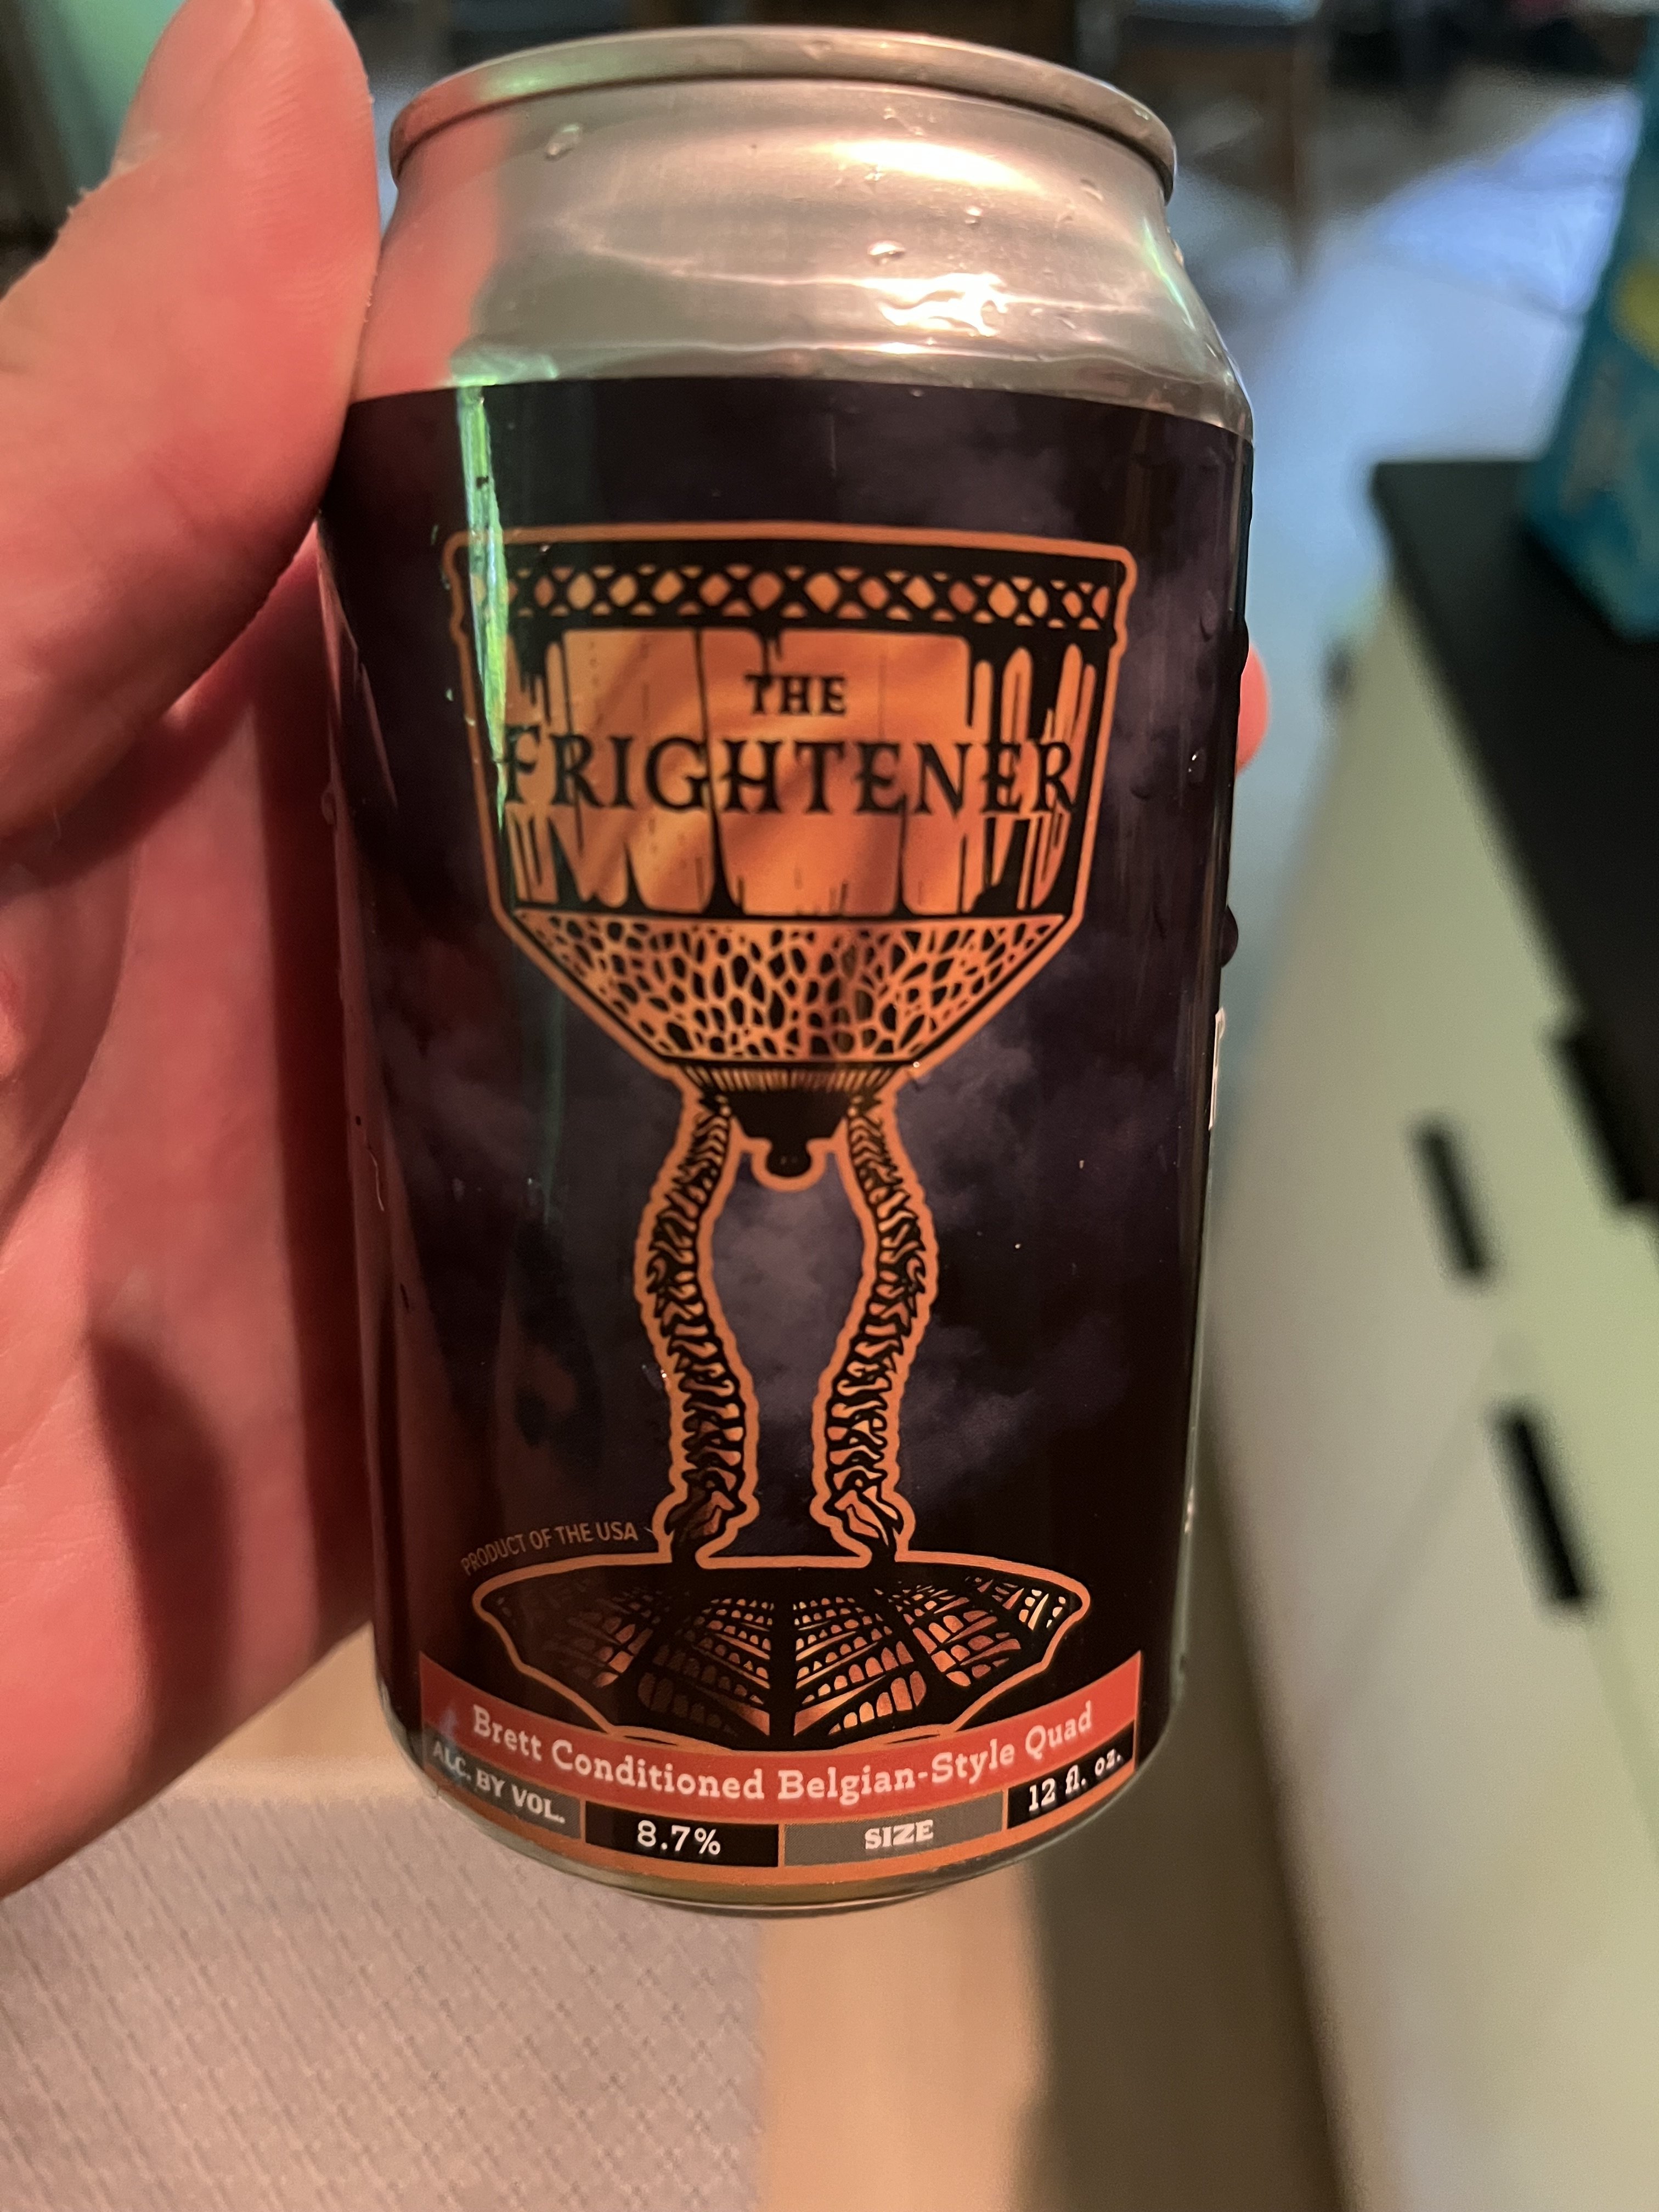 THE
FRIGHTENER
PRODUCT OF THE USA
Brett Conditioned Belgian-Style Quad
ALC. BY VOL. 8.7% SIZE 12 fl. oz.